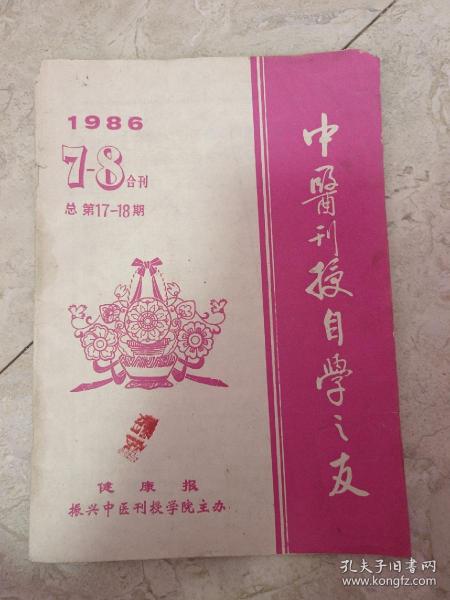 1986
7-8合刊
总第17-18期
中醫刊授自學之友
健康报
振兴中医刊授学院主办
孔夫子旧书网
www.kongfz.com